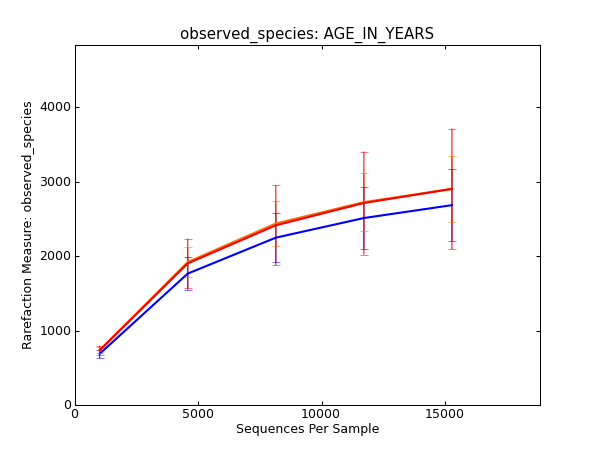 observed_species: AGE_IN_YEARS
Rarefaction Measure: observed_species
4000
3000
2000
1000
0
0 5000 10000 15000
Sequences Per Sample